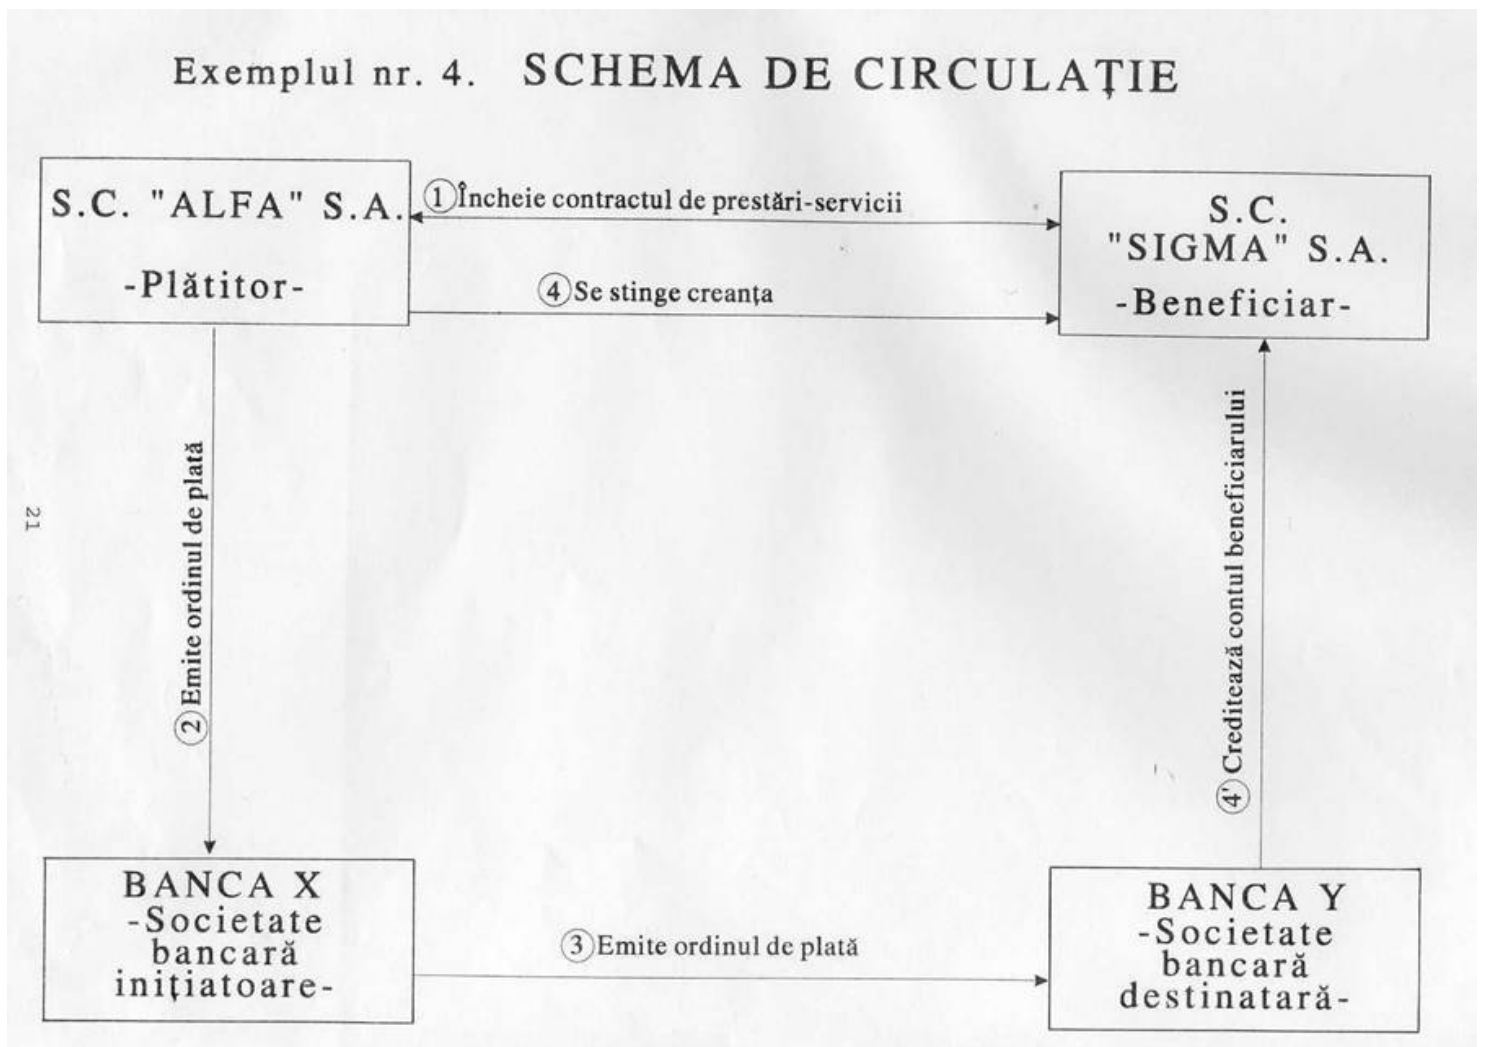 Exemplul nr. 4. SCHEMA DE CIRCULAȚIE
S.C. "ALFA" S.A.
-Plătitor-
① Încheie contractul de prestări-servicii
④ Se stinge creanța
S.C.
"SIGMA" S.A.
-Beneficiar-
② Emite ordinul de plată
④' Creditează contul beneficiarului
21
BANCA X
-Societate
bancară
inițiatoare-
③ Emite ordinul de plată
BANCA Y
-Societate
bancară
destinatară-